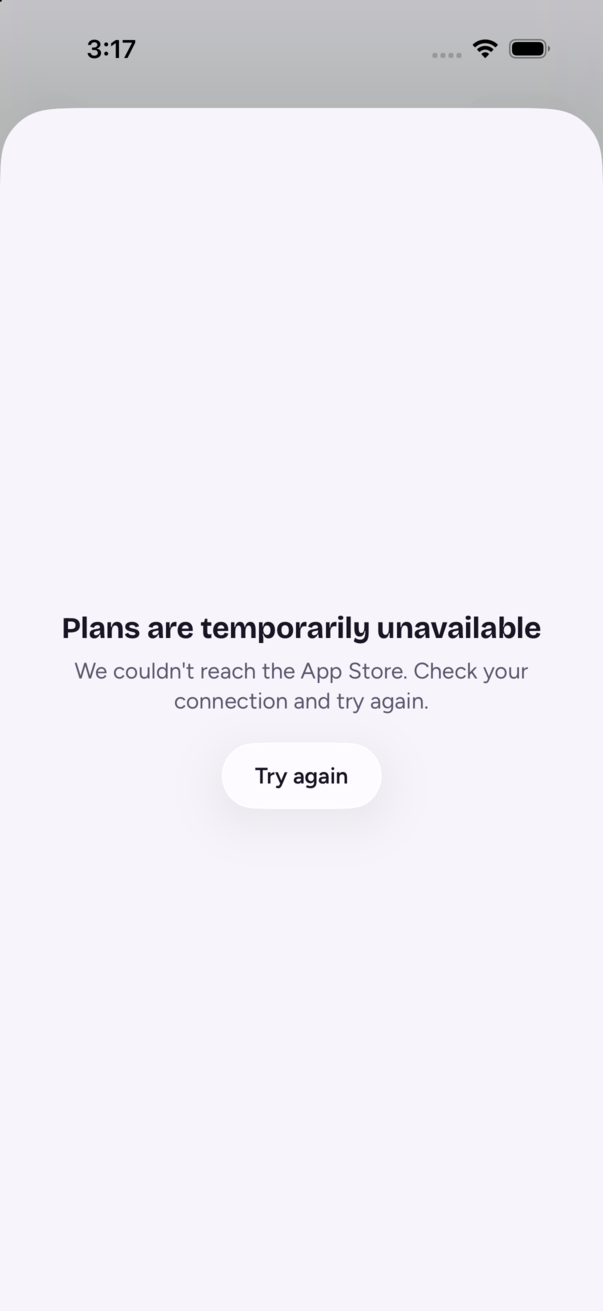 3:17
Plans are temporarily unavailable
We couldn't reach the App Store. Check your
connection and try again.
Try again